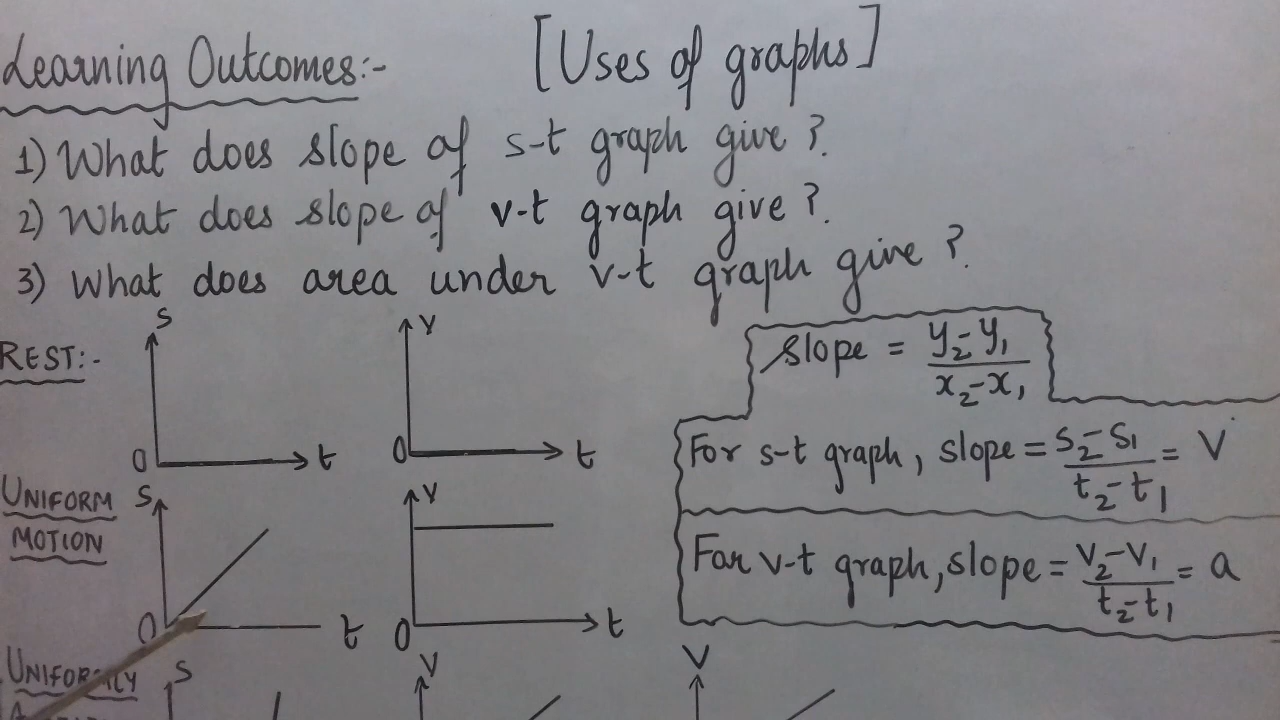 Learning Outcomes:- [Uses of graphs]
1) What does slope of s-t graph give?
2) What does slope of v-t graph give?
3) What does area under v-t graph give?
REST:-
S
0
t
V
0
t
slope = y₂-y₁ / x₂-x₁
For s-t graph, slope = s₂-s₁ / t₂-t₁ = V
For v-t graph, slope = v₂-v₁ / t₂-t₁ = a
UNIFORM
MOTION
S
0
t
V
0
t
S
V
V